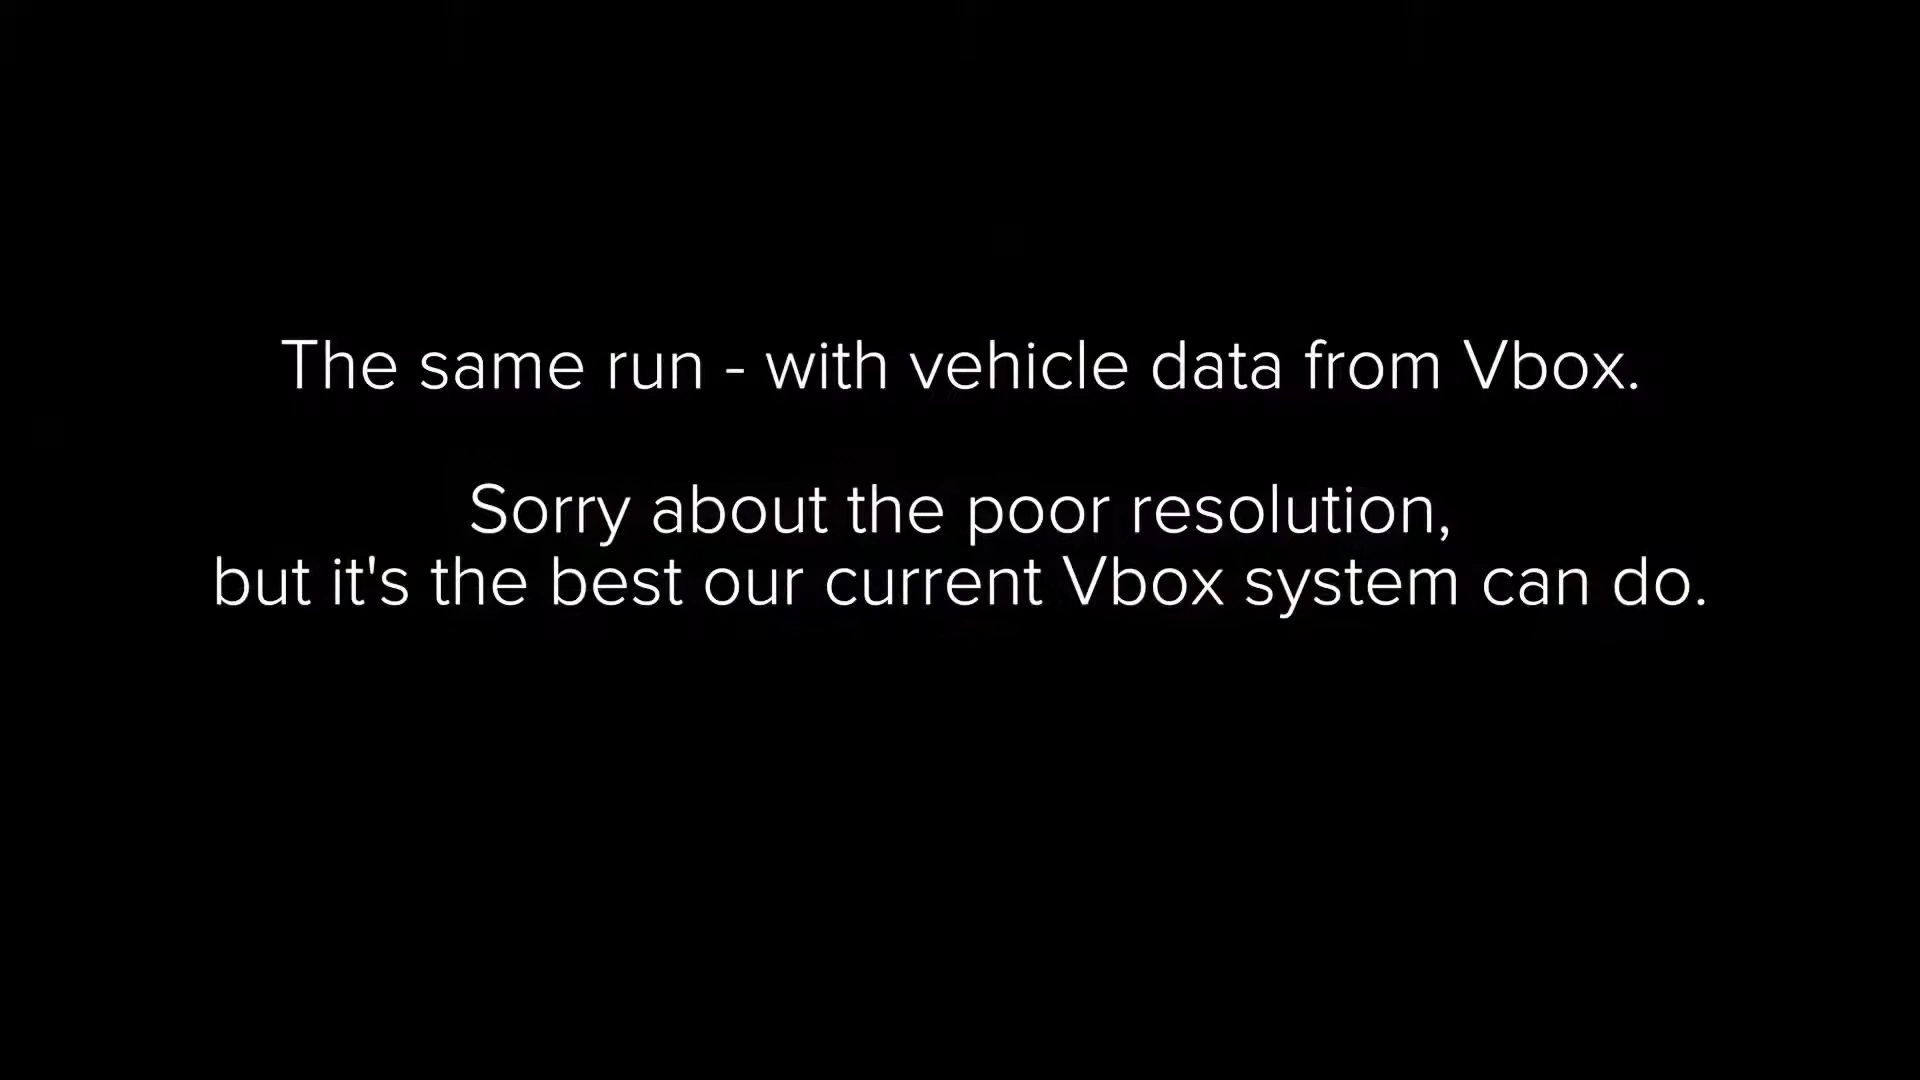 The same run - with vehicle data from Vbox.
Sorry about the poor resolution,
but it's the best our current Vbox system can do.